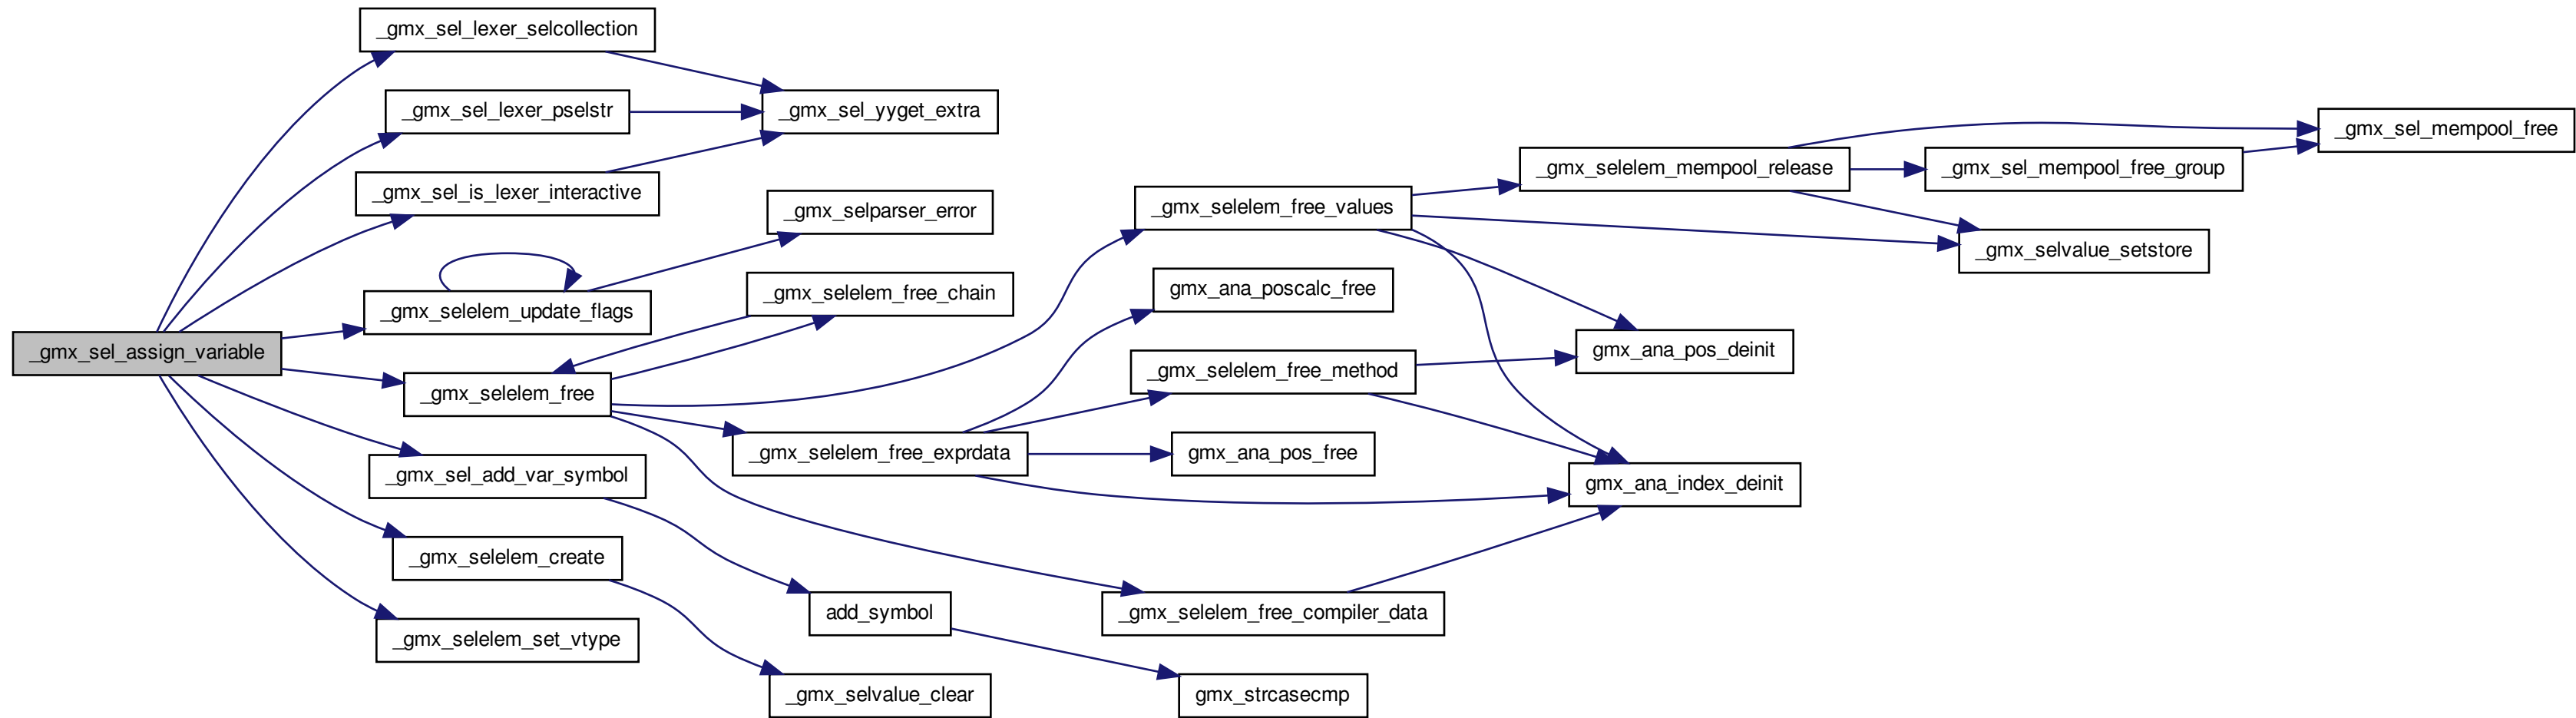 _gmx_sel_assign_variable
_gmx_sel_lexer_selcollection
_gmx_sel_lexer_pselstr
_gmx_sel_is_lexer_interactive
_gmx_selelem_update_flags
_gmx_selelem_free
_gmx_sel_add_var_symbol
_gmx_selelem_create
_gmx_selelem_set_vtype
_gmx_sel_yyget_extra
_gmx_selparser_error
_gmx_selelem_free_chain
_gmx_selelem_free_exprdata
add_symbol
_gmx_selvalue_clear
_gmx_selelem_free_values
gmx_ana_poscalc_free
_gmx_selelem_free_method
gmx_ana_pos_free
_gmx_selelem_free_compiler_data
gmx_strcasecmp
_gmx_selelem_mempool_release
gmx_ana_pos_deinit
gmx_ana_index_deinit
_gmx_sel_mempool_free_group
_gmx_selvalue_setstore
_gmx_sel_mempool_free